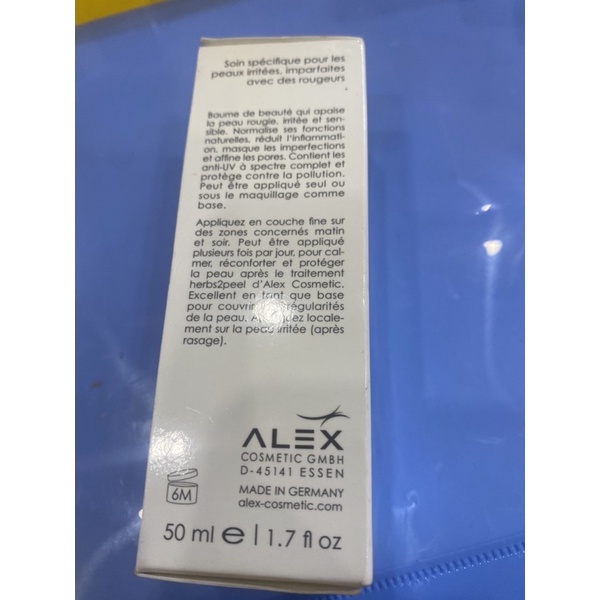 Soin spécifique pour les
peaux irritées, imparfaites
avec des rougeurs
Baume de beauté qui apaise
la peau rougie, irritée et sen-
sible. Normalise ses fonctions
naturelles, réduit l'inflammati-
on, masque les imperfections
et affine les pores. Contient les
anti-UV à spectre complet et
protège contre la pollution.
Peut être appliqué seul ou
sous le maquillage comme
base.
Appliquez en couche fine sur
des zones concernés matin
et soir. Peut être appliqué
plusieurs fois par jour, pour cal-
mer, réconforter et protéger
la peau après le traitement
herbs2peel d'Alex Cosmetic.
Excellent en tant que base
pour couvrir
de la peau. locale-
ment sur la peau irritée (après
rasage).
ALEX
COSMETIC GMBH
D-45141 ESSEN
6M
MADE IN GERMANY
alex-cosmetic.com
50 ml e | 1.7 fl oz